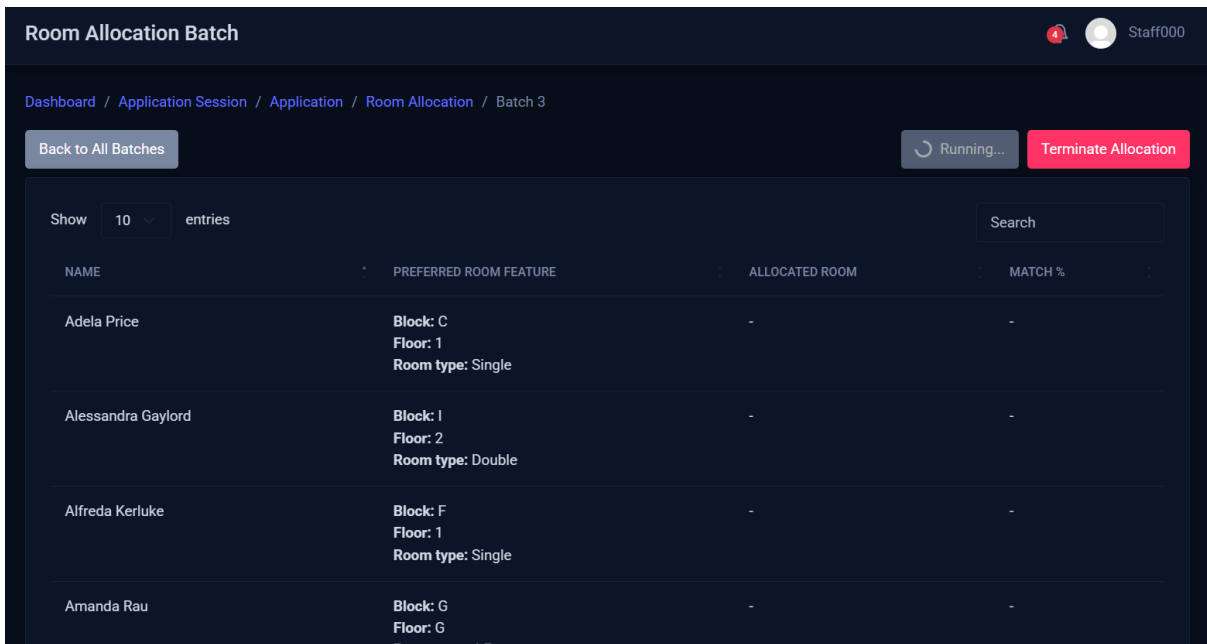 Room Allocation Batch
4
Staff000
Dashboard / Application Session / Application / Room Allocation / Batch 3
Back to All Batches
Running...
Terminate Allocation
Show 10 entries
Search
NAME PREFERRED ROOM FEATURE ALLOCATED ROOM MATCH %
Adela Price
Block: C
Floor: 1
Room type: Single
-
-
Alessandra Gaylord
Block: I
Floor: 2
Room type: Double
-
-
Alfreda Kerluke
Block: F
Floor: 1
Room type: Single
-
-
Amanda Rau
Block: G
Floor: G
-
-